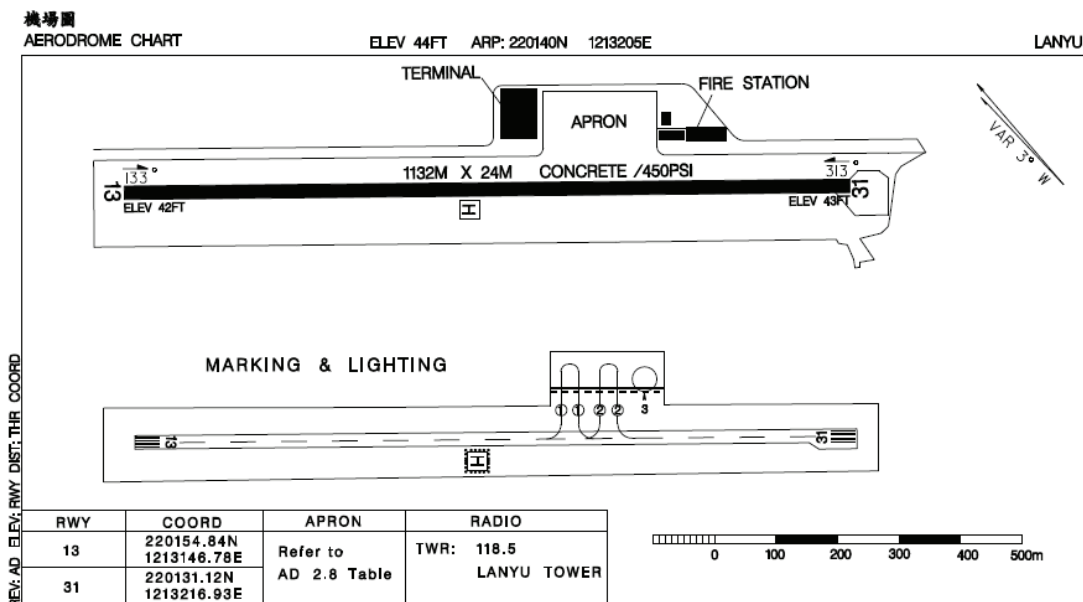 機場圖
AERODROME CHART
ELEV 44FT ARP: 220140N 1213205E
LANYU
TERMINAL
FIRE STATION
APRON
VAR 3° W
133°
1132M X 24M CONCRETE /450PSI
313°
13
31
ELEV 42FT
ELEV 43FT
H
MARKING & LIGHTING
1 1 2 2 3
13
31
H
REV: AD ELEV; RWY DIST; THR COORD
RWY COORD APRON RADIO
13 220154.84N 1213146.78E
Refer to
AD 2.8 Table
TWR: 118.5
LANYU TOWER
31 220131.12N 1213216.93E
0 100 200 300 400 500m